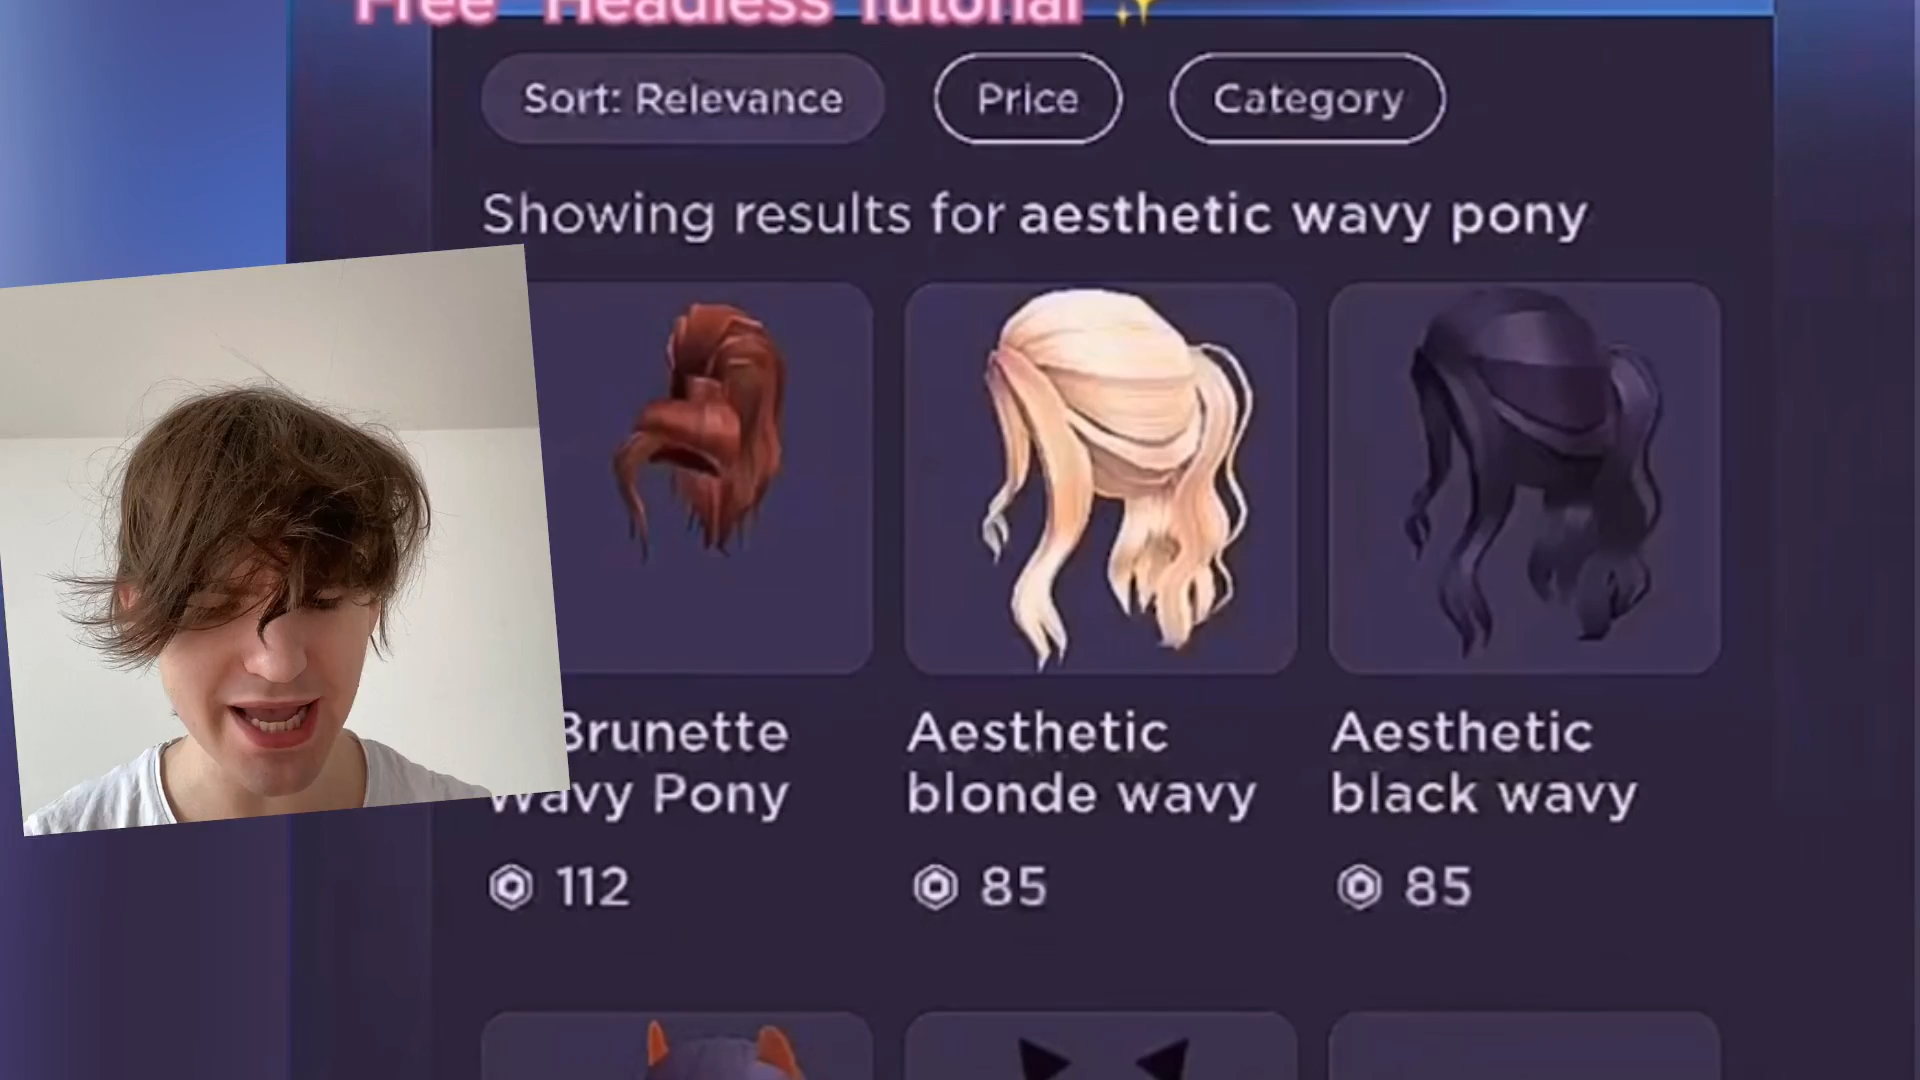 Free "Headless Tutorial ✨
Sort: Relevance
Price
Category
Showing results for aesthetic wavy pony
Brunette
Wavy Pony
112
Aesthetic
blonde wavy
85
Aesthetic
black wavy
85